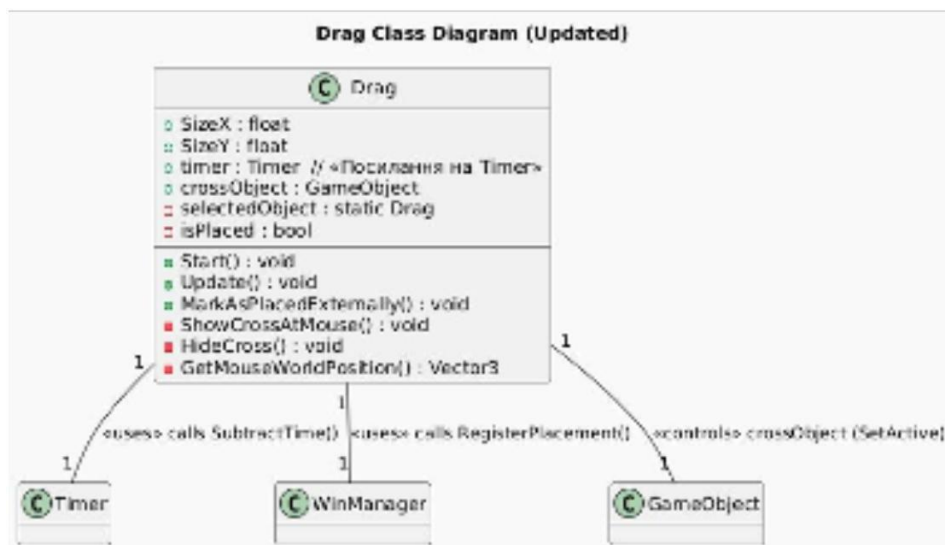 Drag Class Diagram (Updated)
C Drag
SizeX : float
SizeY : float
timer : Timer // «Посилання на Timer»
crossObject : GameObject
selectedObject : static Drag
isPlaced : bool
Start() : void
Update() : void
MarkAsPlacedExternally() : void
ShowCrossAtMouse() : void
HideCross() : void
GetMouseWorldPosition() : Vector3
1
1
1
«uses» calls SubtractTime()
«uses» calls RegisterPlacement()
«controls» crossObject (SetActive)
1
1
1
C Timer
C WinManager
C GameObject